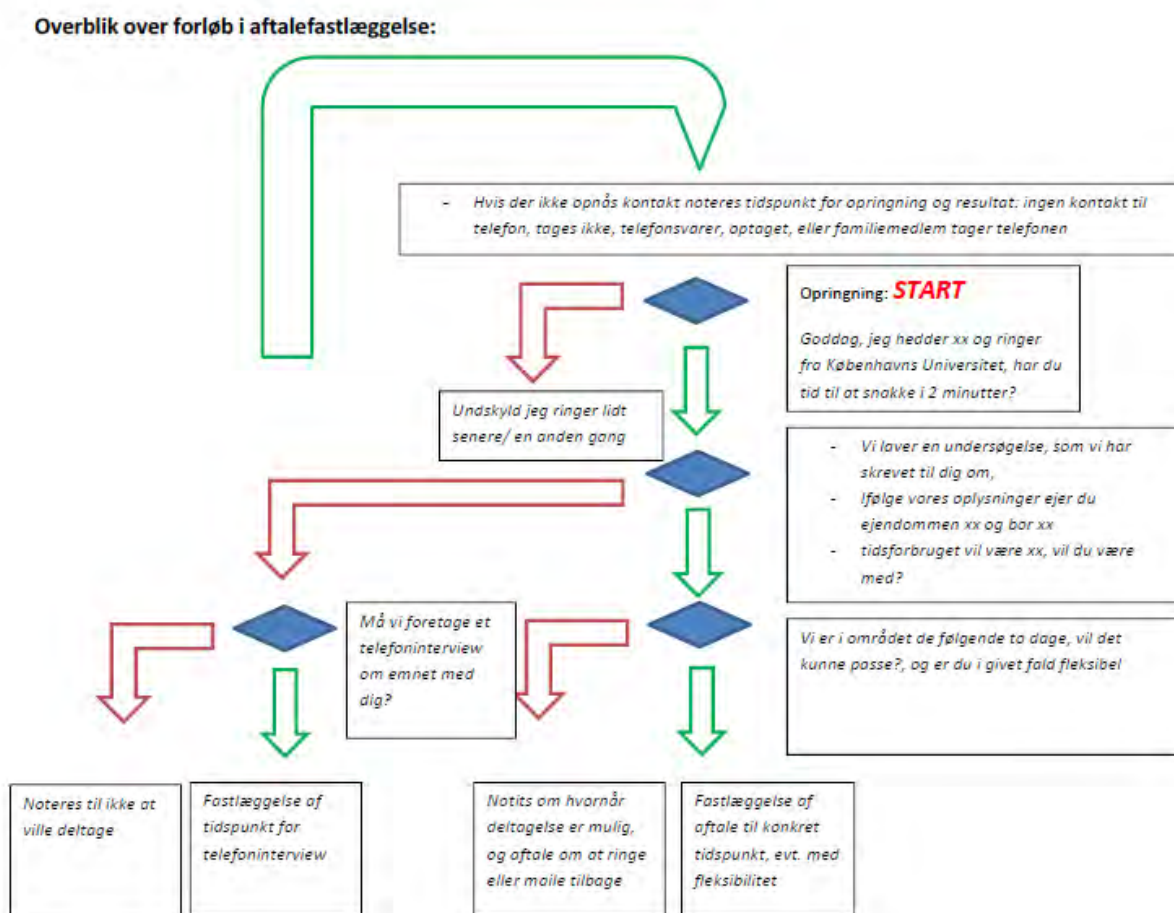 Overblik over forløb i aftalefastlæggelse:
- Hvis der ikke opnås kontakt noteres tidspunkt for opringning og resultat: ingen kontakt til
telefon, tages ikke, telefonsvarer, optaget, eller familiemedlem tager telefonen
Opringning: START
Goddag, jeg hedder xx og ringer
fra Københavns Universitet, har du
tid til at snakke i 2 minutter?
Undskyld jeg ringer lidt
senere/ en anden gang
- Vi laver en undersøgelse, som vi har
skrevet til dig om,
- Ifølge vores oplysninger ejer du
ejendommen xx og bor xx
- tidsforbruget vil være xx, vil du være
med?
Må vi foretage et
telefoninterview
om emnet med
dig?
Vi er i området de følgende to dage, vil det
kunne passe?, og er du i givet fald fleksibel
Noteres til ikke at
ville deltage
Fastlæggelse af
tidspunkt for
telefoninterview
Notits om hvornår
deltagelse er mulig,
og aftale om at ringe
eller maile tilbage
Fastlæggelse af
aftale til konkret
tidspunkt, evt. med
fleksibilitet